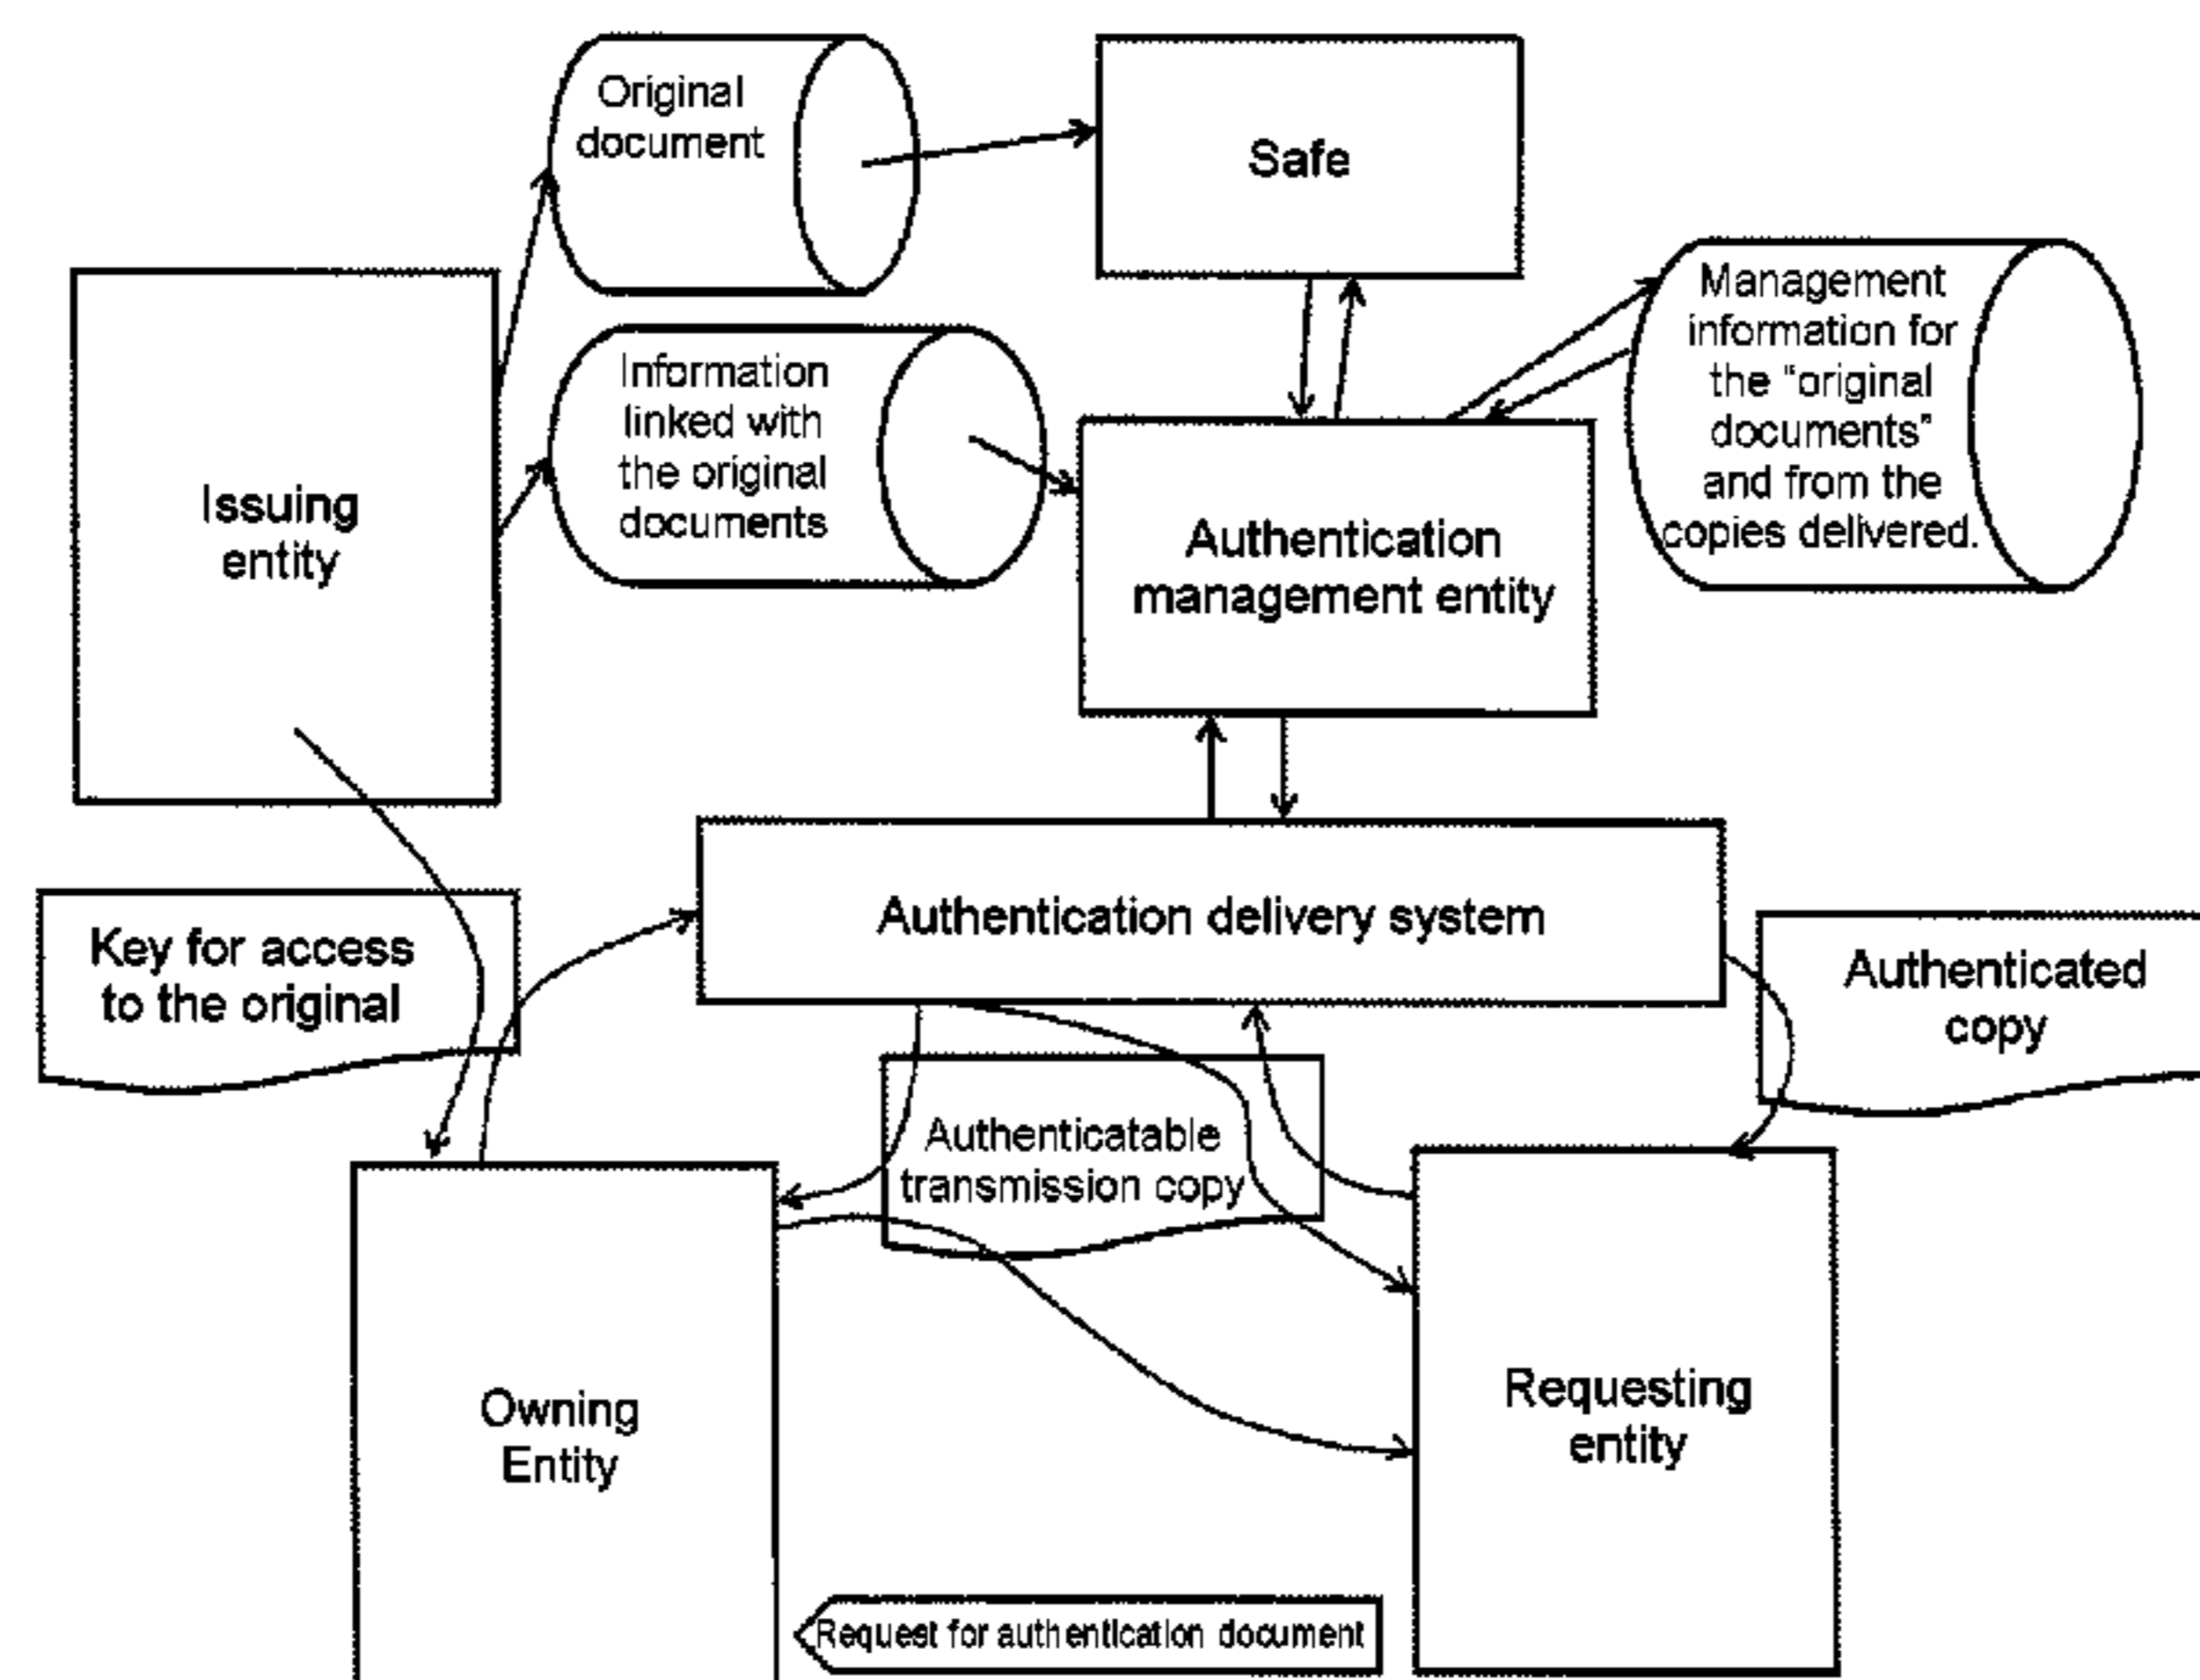 Original
document
Safe
Management
information for
the "original
documents"
and from the
copies delivered.
Information
linked with
the original
documents
Issuing
entity
Authentication
management entity
Authentication delivery system
Key for access
to the original
Authenticated
copy
Authenticatable
transmission copy
Owning
Entity
Requesting
entity
Request for authentication document